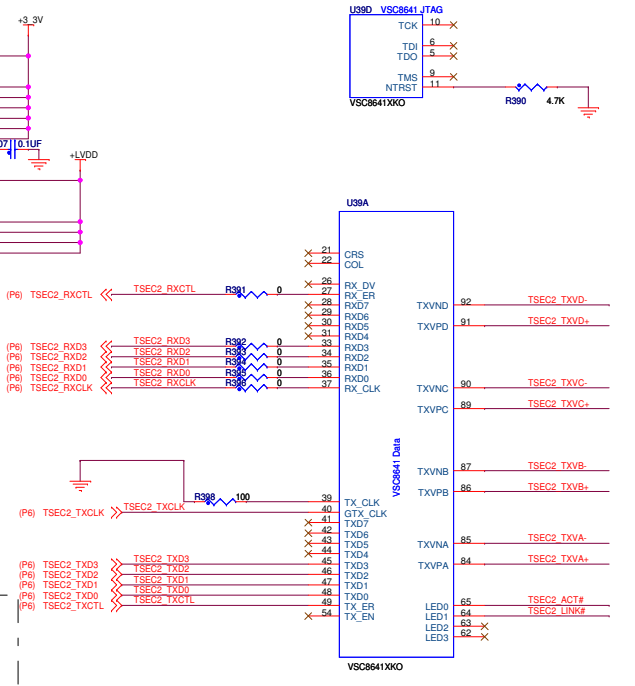 +3_3V
07 0.1UF
+LVDD
U39D VSC8641 JTAG
TCK 10
TDI 6
TDO 5
TMS 9
NTRST 11
R390 4.7K
VSC8641XKO
U39A
21 CRS
22 COL
26 RX_DV
(P6) TSEC2_RXCTL TSEC2_RXCTL R391 0 27 RX_ER
28 RXD7
29 RXD6
30 RXD5
31 RXD4
(P6) TSEC2_RXD3 TSEC2_RXD3 R392 0 33 RXD3
(P6) TSEC2_RXD2 TSEC2_RXD2 R393 0 34 RXD2
(P6) TSEC2_RXD1 TSEC2_RXD1 R394 0 35 RXD1
(P6) TSEC2_RXD0 TSEC2_RXD0 R395 0 36 RXD0
(P6) TSEC2_RXCLK TSEC2_RXCLK R396 0 37 RX_CLK
TXVND 92 TSEC2_TXVD-
TXVPD 91 TSEC2_TXVD+
TXVNC 90 TSEC2_TXVC-
TXVPC 89 TSEC2_TXVC+
VSC8641 Data
TXVNB 87 TSEC2_TXVB-
TXVPB 86 TSEC2_TXVB+
R398 100 39 TX_CLK
(P6) TSEC2_TXCLK TSEC2_TXCLK 40 GTX_CLK
41 TXD7
42 TXD6
43 TXD5
44 TXD4
TXVNA 85 TSEC2_TXVA-
TXVPA 84 TSEC2_TXVA+
(P6) TSEC2_TXD3 TSEC2_TXD3 45 TXD3
(P6) TSEC2_TXD2 TSEC2_TXD2 46 TXD2
(P6) TSEC2_TXD1 TSEC2_TXD1 47 TXD1
(P6) TSEC2_TXD0 TSEC2_TXD0 48 TXD0
(P6) TSEC2_TXCTL TSEC2_TXCTL 49 TX_ER
54 TX_EN
LED0 65 TSEC2_ACT#
LED1 64 TSEC2_LINK#
LED2 63
LED3 62
VSC8641XKO